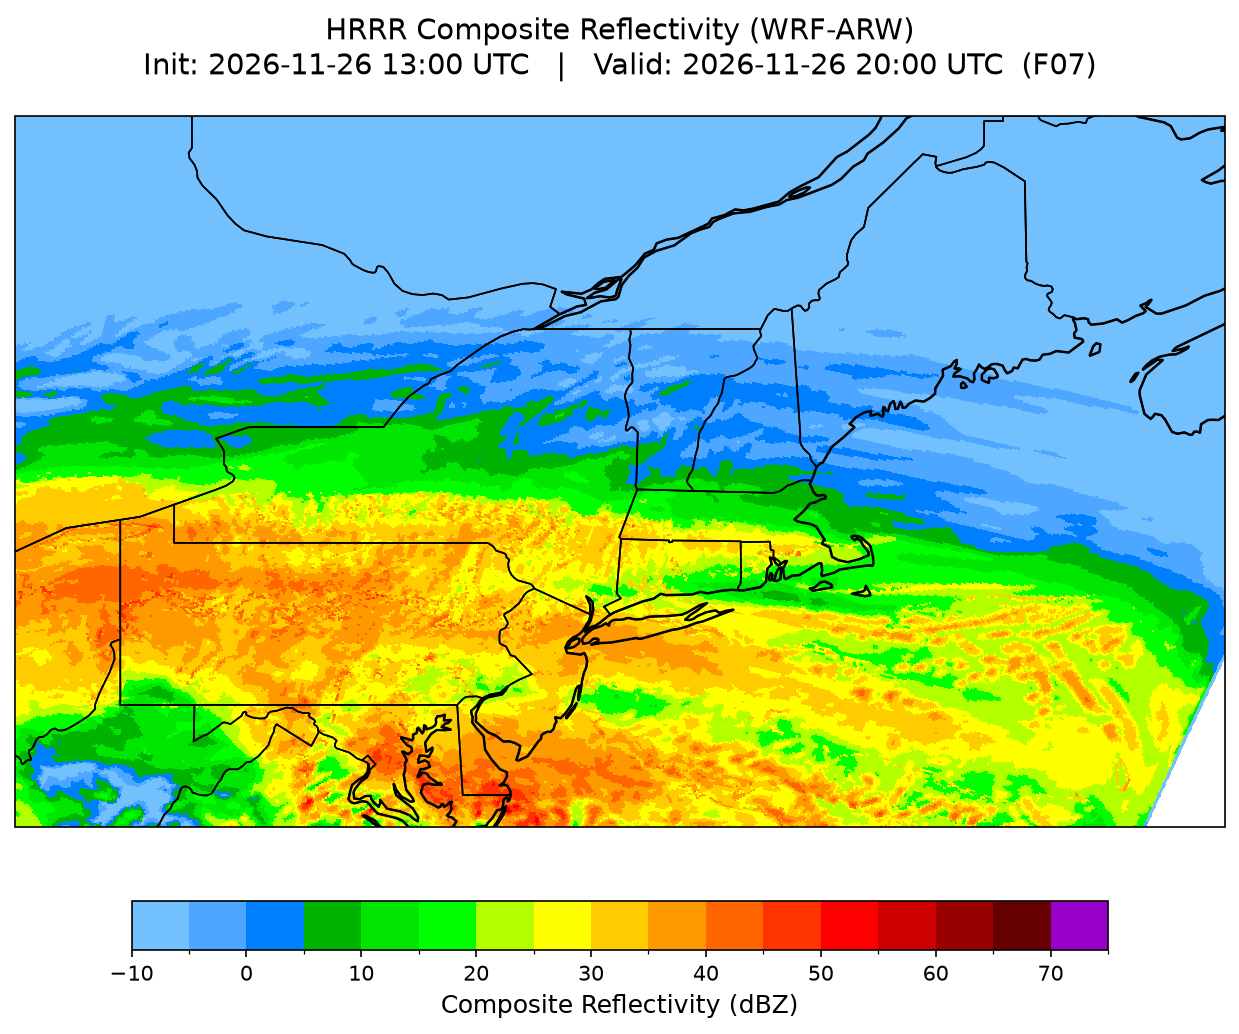 HRRR Composite Reflectivity (WRF-ARW)
Init: 2026-11-26 13:00 UTC   |   Valid: 2026-11-26 20:00 UTC  (F07)
−10 0 10 20 30 40 50 60 70
Composite Reflectivity (dBZ)